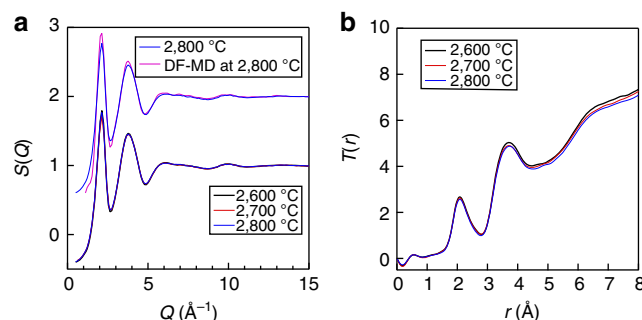 a
2,800 °C
DF-MD at 2,800 °C
3
2
1
0
S(Q)
2,600 °C
2,700 °C
2,800 °C
0 5 10 15
Q (Å⁻¹)
b
2,600 °C
2,700 °C
2,800 °C
10
8
6
4
2
0
T(r)
0 1 2 3 4 5 6 7 8
r (Å)